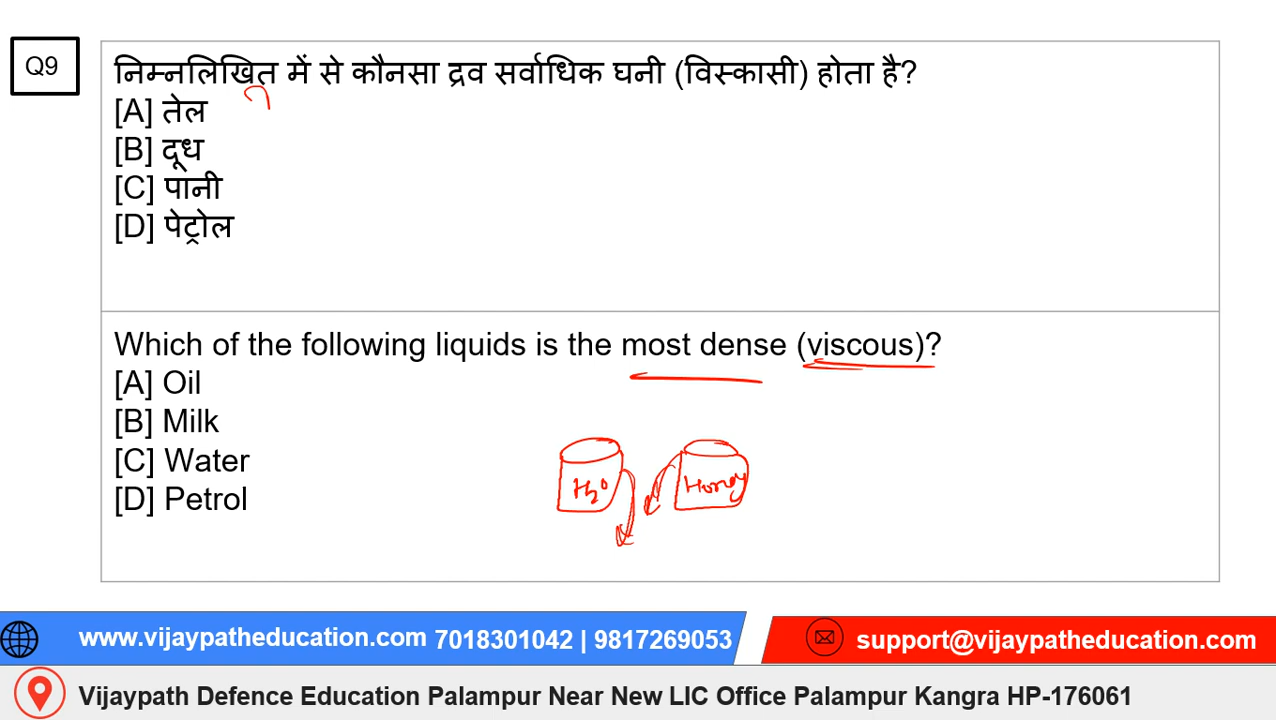 Q9
निम्नलिखित में से कौनसा द्रव सर्वाधिक घनी (विस्कासी) होता है?
[A] तेल
[B] दूध
[C] पानी
[D] पेट्रोल
Which of the following liquids is the most dense (viscous)?
[A] Oil
[B] Milk
[C] Water
[D] Petrol
H₂O
Honey
www.vijaypatheducation.com 7018301042 | 9817269053
support@vijaypatheducation.com
Vijaypath Defence Education Palampur Near New LIC Office Palampur Kangra HP-176061